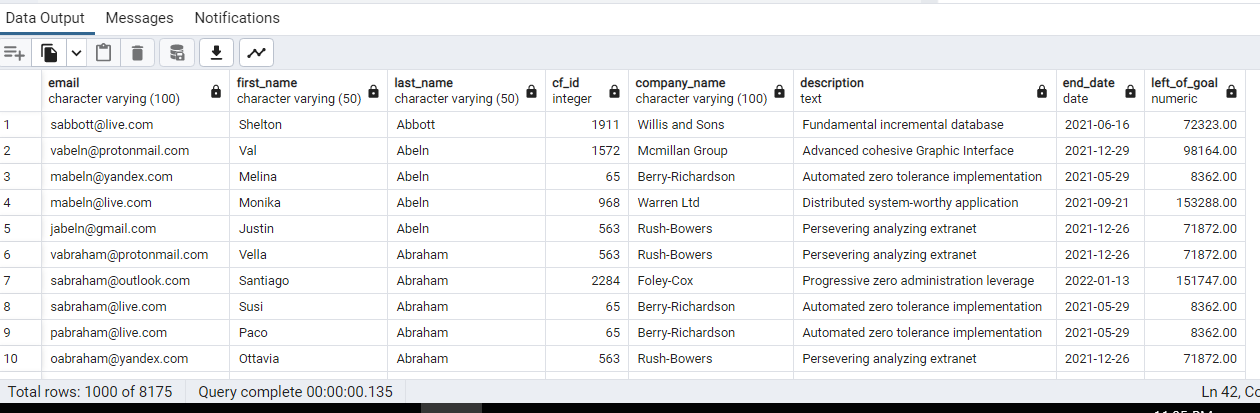 Data Output Messages Notifications
email first_name last_name cf_id company_name description end_date left_of_goal
character varying (100) character varying (50) character varying (50) integer character varying (100) text date numeric
1 sabbott@live.com Shelton Abbott 1911 Willis and Sons Fundamental incremental database 2021-06-16 72323.00
2 vabeln@protonmail.com Val Abeln 1572 Mcmillan Group Advanced cohesive Graphic Interface 2021-12-29 98164.00
3 mabeln@yandex.com Melina Abeln 65 Berry-Richardson Automated zero tolerance implementation 2021-05-29 8362.00
4 mabeln@live.com Monika Abeln 968 Warren Ltd Distributed system-worthy application 2021-09-21 153288.00
5 jabeln@gmail.com Justin Abeln 563 Rush-Bowers Persevering analyzing extranet 2021-12-26 71872.00
6 vabraham@protonmail.com Vella Abraham 563 Rush-Bowers Persevering analyzing extranet 2021-12-26 71872.00
7 sabraham@outlook.com Santiago Abraham 2284 Foley-Cox Progressive zero administration leverage 2022-01-13 151747.00
8 sabraham@live.com Susi Abraham 65 Berry-Richardson Automated zero tolerance implementation 2021-05-29 8362.00
9 pabraham@live.com Paco Abraham 65 Berry-Richardson Automated zero tolerance implementation 2021-05-29 8362.00
10 oabraham@yandex.com Ottavia Abraham 563 Rush-Bowers Persevering analyzing extranet 2021-12-26 71872.00
Total rows: 1000 of 8175 Query complete 00:00:00.135 Ln 42, Co